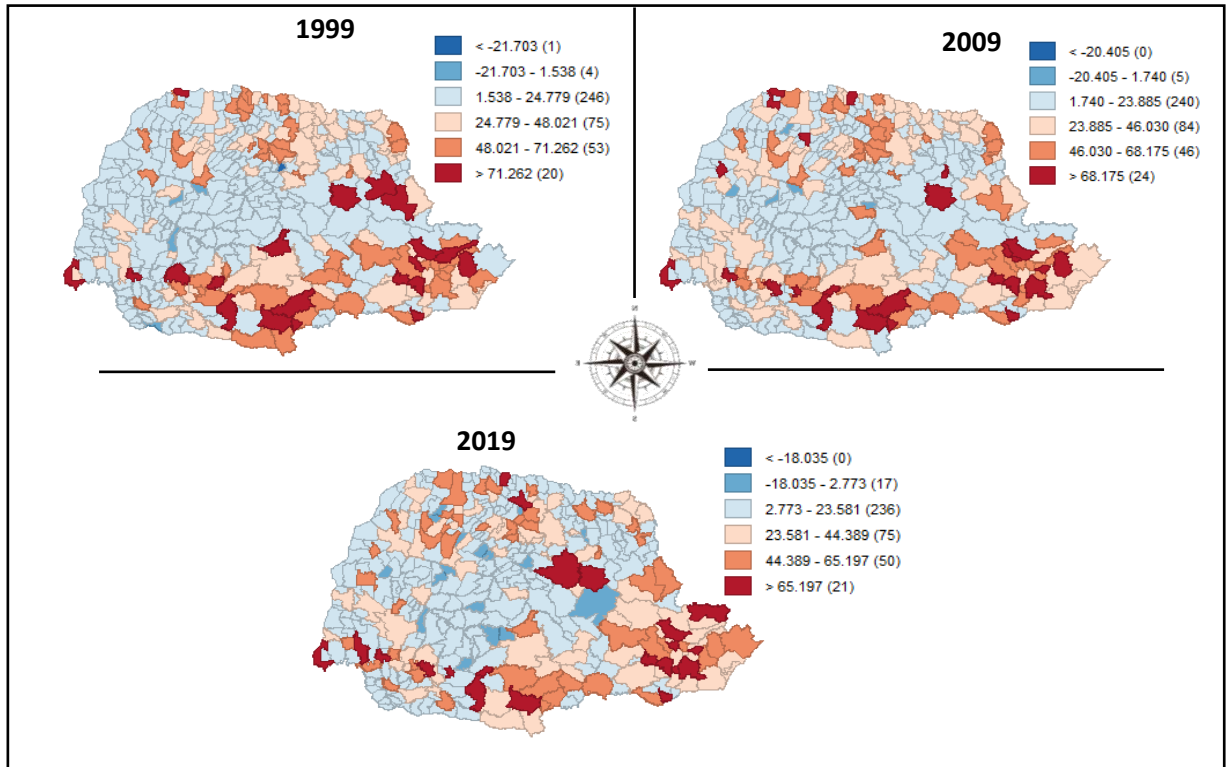 1999
< -21.703 (1)
-21.703 - 1.538 (4)
1.538 - 24.779 (246)
24.779 - 48.021 (75)
48.021 - 71.262 (53)
> 71.262 (20)
2009
< -20.405 (0)
-20.405 - 1.740 (5)
1.740 - 23.885 (240)
23.885 - 46.030 (84)
46.030 - 68.175 (46)
> 68.175 (24)
2019
< -18.035 (0)
-18.035 - 2.773 (17)
2.773 - 23.581 (236)
23.581 - 44.389 (75)
44.389 - 65.197 (50)
> 65.197 (21)